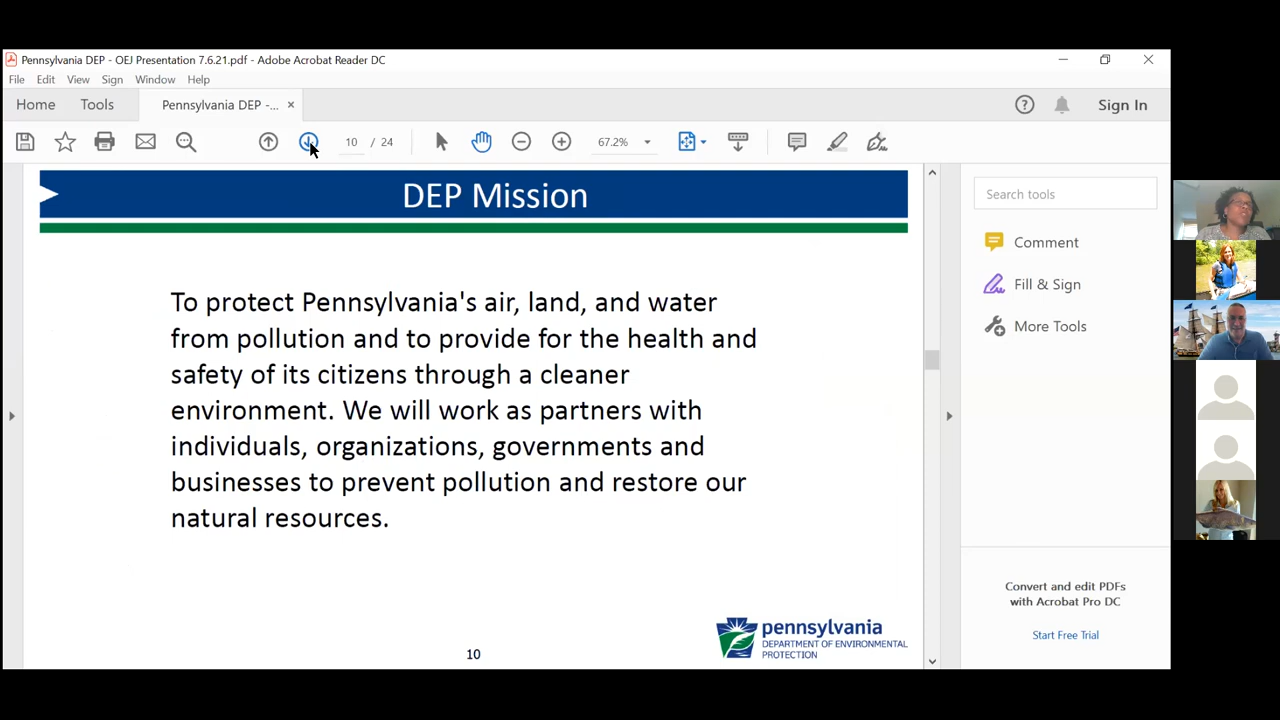 Pennsylvania DEP - OEJ Presentation 7.6.21.pdf - Adobe Acrobat Reader DC
File Edit View Sign Window Help
Home Tools Pennsylvania DEP -... × Sign In
10 / 24 67.2%
DEP Mission
To protect Pennsylvania's air, land, and water
from pollution and to provide for the health and
safety of its citizens through a cleaner
environment. We will work as partners with
individuals, organizations, governments and
businesses to prevent pollution and restore our
natural resources.
pennsylvania
DEPARTMENT OF ENVIRONMENTAL
PROTECTION
10
Search tools
Comment
Fill & Sign
More Tools
Convert and edit PDFs
with Acrobat Pro DC
Start Free Trial